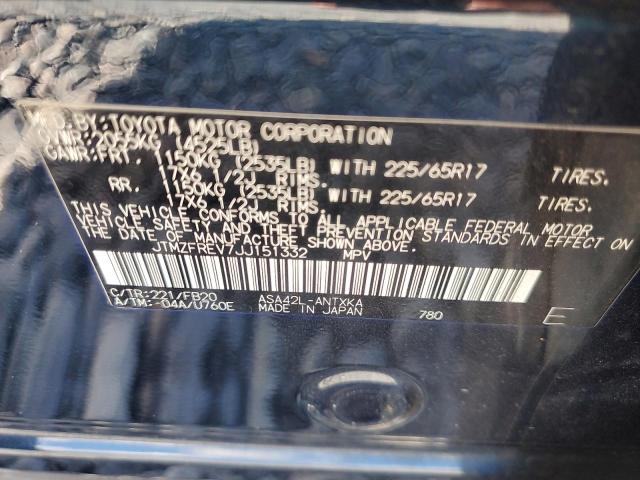 MFD.BY:TOYOTA MOTOR CORPORATION
GVWR:2055KG (4525LB)
GAWR:FRT. 1150KG (2535LB) WITH 225/65R17 TIRES.
17X6 1/2J RIMS.
RR. 1150KG (2535LB) WITH 225/65R17 TIRES.
17X6 1/2J RIMS.
THIS VEHICLE CONFORMS TO ALL APPLICABLE FEDERAL MOTOR
VEHICLE SAFETY AND THEFT PREVENTION STANDARDS IN EFFECT ON
THE DATE OF MANUFACTURE SHOWN ABOVE.
JTMZFREV7JJ151332 MPV
C/TR:221/FB20 ASA42L-ANTXKA
A/TM:-04A/U760E MADE IN JAPAN 780 E